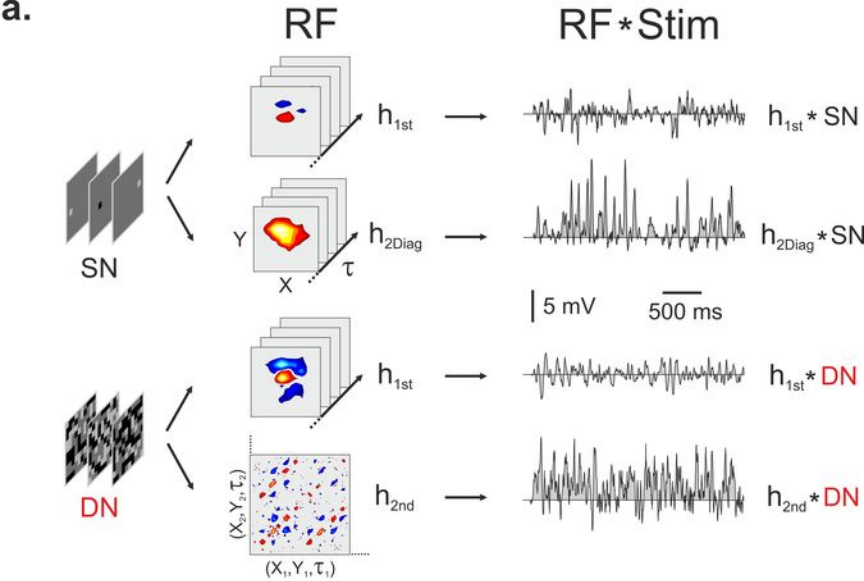 a.
RF
RF*Stim
h1st
h1st* SN
SN
Y
X
τ
h2Diag
h2Diag* SN
5 mV
500 ms
h1st
h1st* DN
DN
(X2,Y2,τ2)
(X1,Y1,τ1)
h2nd
h2nd* DN